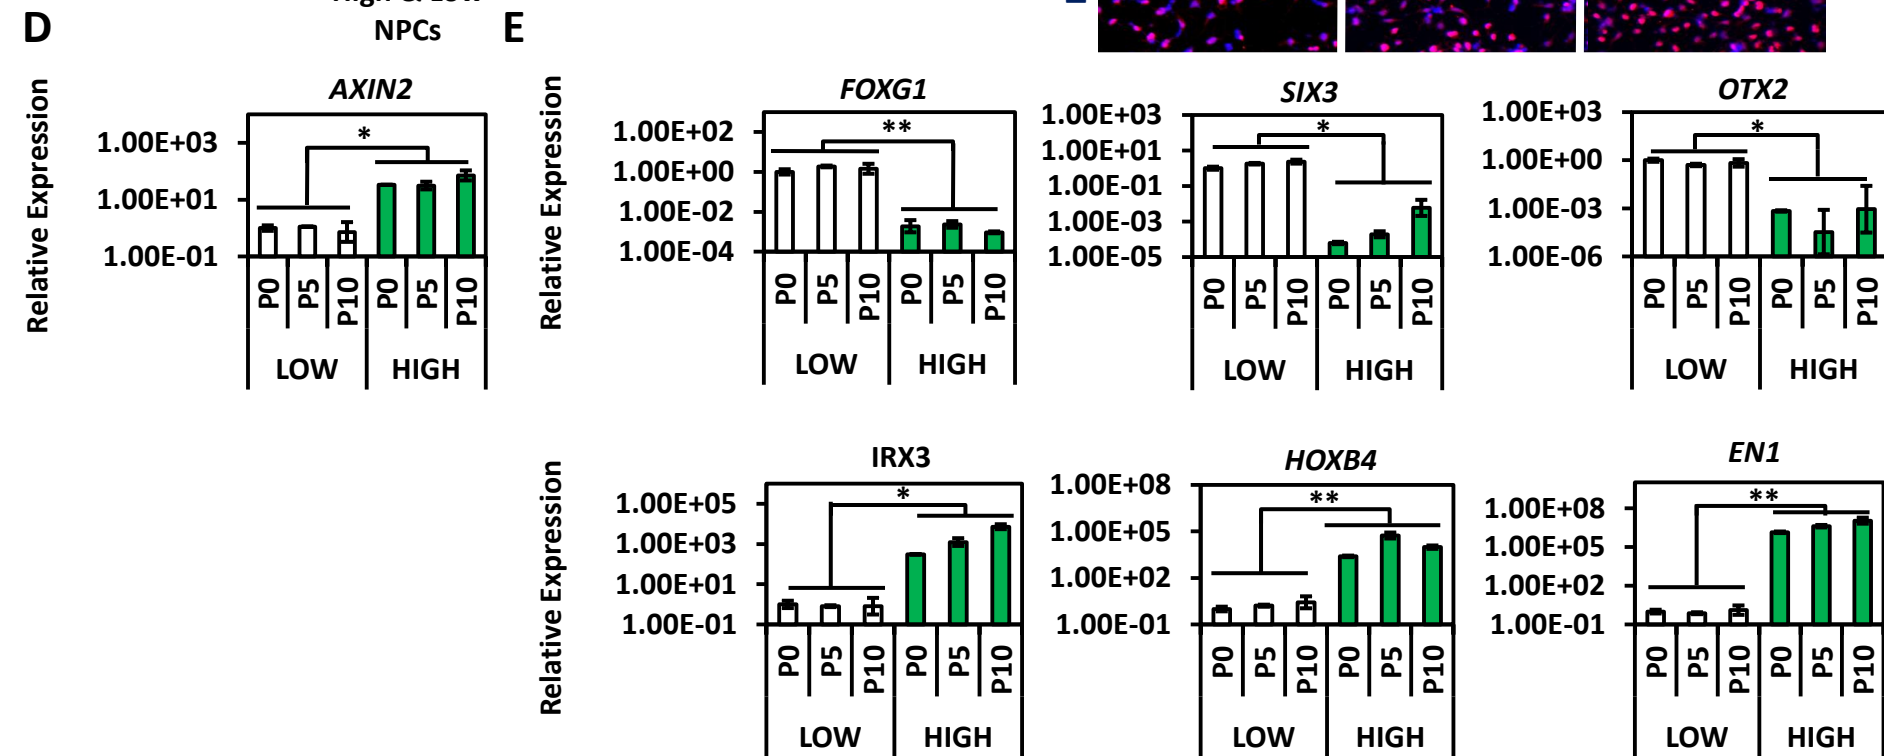 D
NPCs
E
AXIN2
Relative Expression
1.00E+03
1.00E+01
1.00E-01
*
P0 P5 P10 P0 P5 P10
LOW HIGH
FOXG1
Relative Expression
1.00E+02
1.00E+00
1.00E-02
1.00E-04
**
P0 P5 P10 P0 P5 P10
LOW HIGH
SIX3
1.00E+03
1.00E+01
1.00E-01
1.00E-03
1.00E-05
*
P0 P5 P10 P0 P5 P10
LOW HIGH
OTX2
1.00E+03
1.00E+00
1.00E-03
1.00E-06
*
P0 P5 P10 P0 P5 P10
LOW HIGH
IRX3
Relative Expression
1.00E+05
1.00E+03
1.00E+01
1.00E-01
*
P0 P5 P10 P0 P5 P10
LOW HIGH
HOXB4
1.00E+08
1.00E+05
1.00E+02
1.00E-01
**
P0 P5 P10 P0 P5 P10
LOW HIGH
EN1
1.00E+08
1.00E+05
1.00E+02
1.00E-01
**
P0 P5 P10 P0 P5 P10
LOW HIGH